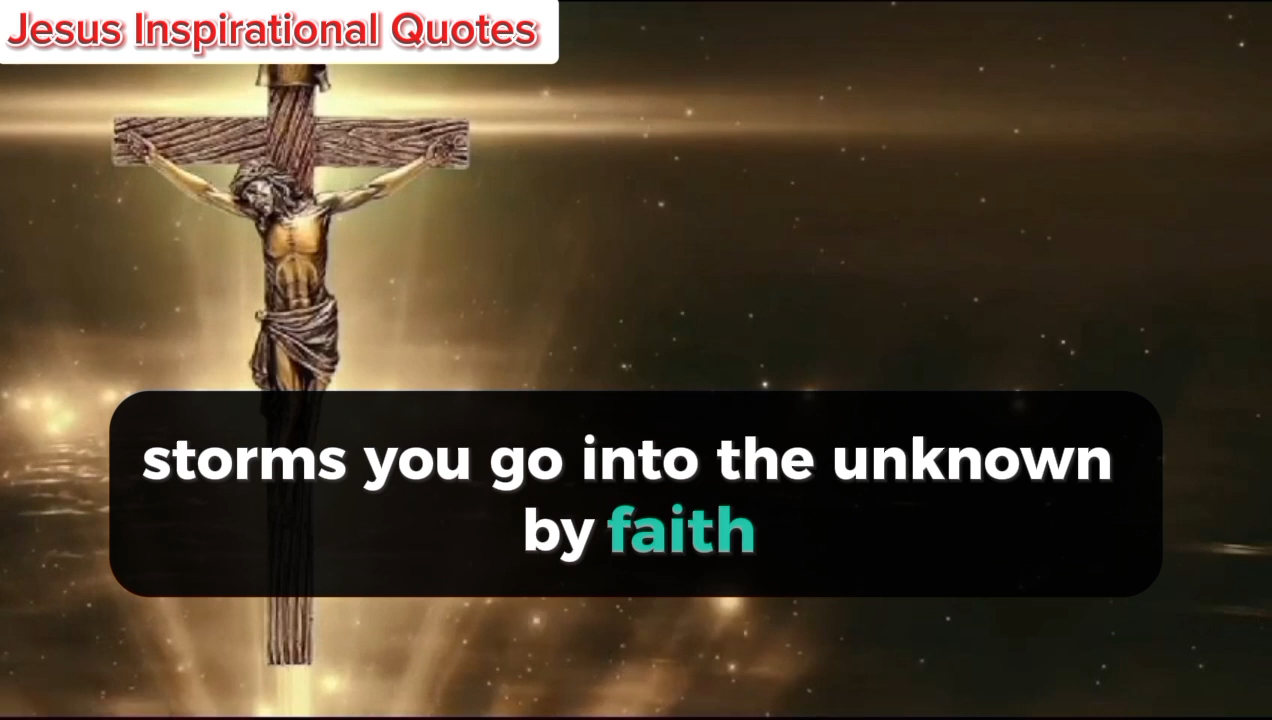 Jesus Inspirational Quotes
storms you go into the unknown
by faith